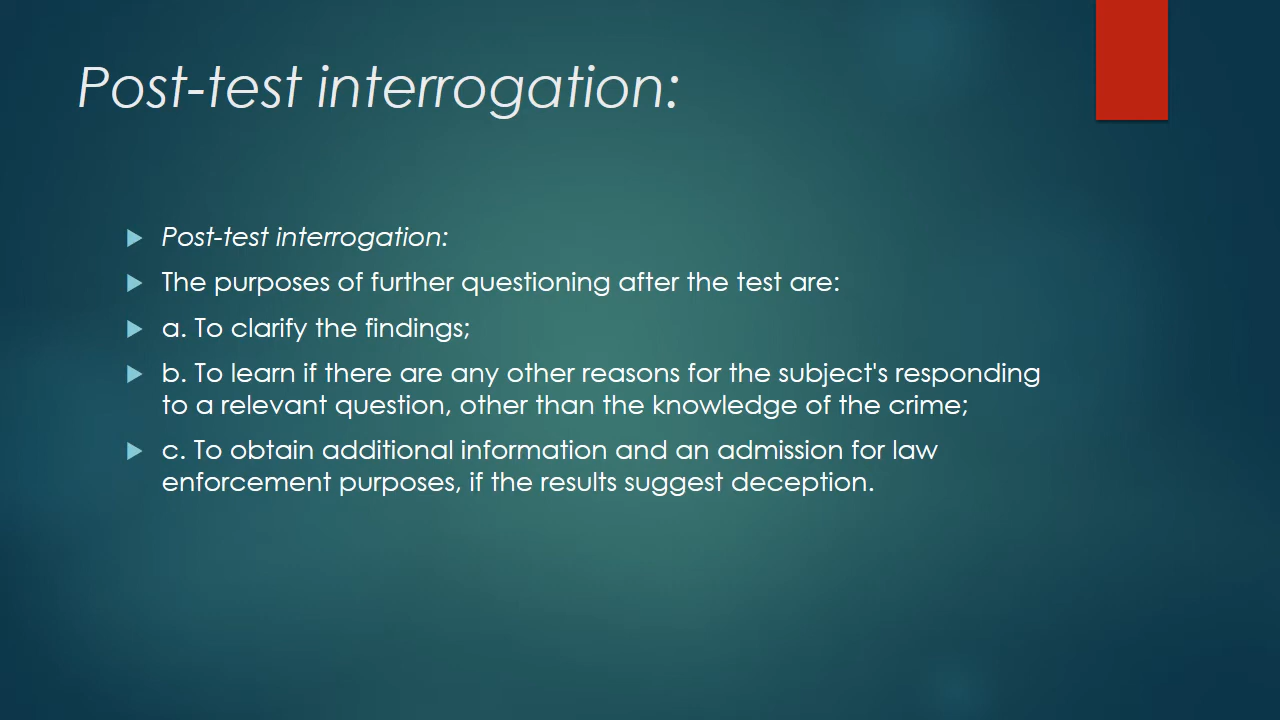 Post-test interrogation:
Post-test interrogation:
The purposes of further questioning after the test are:
a. To clarify the findings;
b. To learn if there are any other reasons for the subject's responding
to a relevant question, other than the knowledge of the crime;
c. To obtain additional information and an admission for law
enforcement purposes, if the results suggest deception.